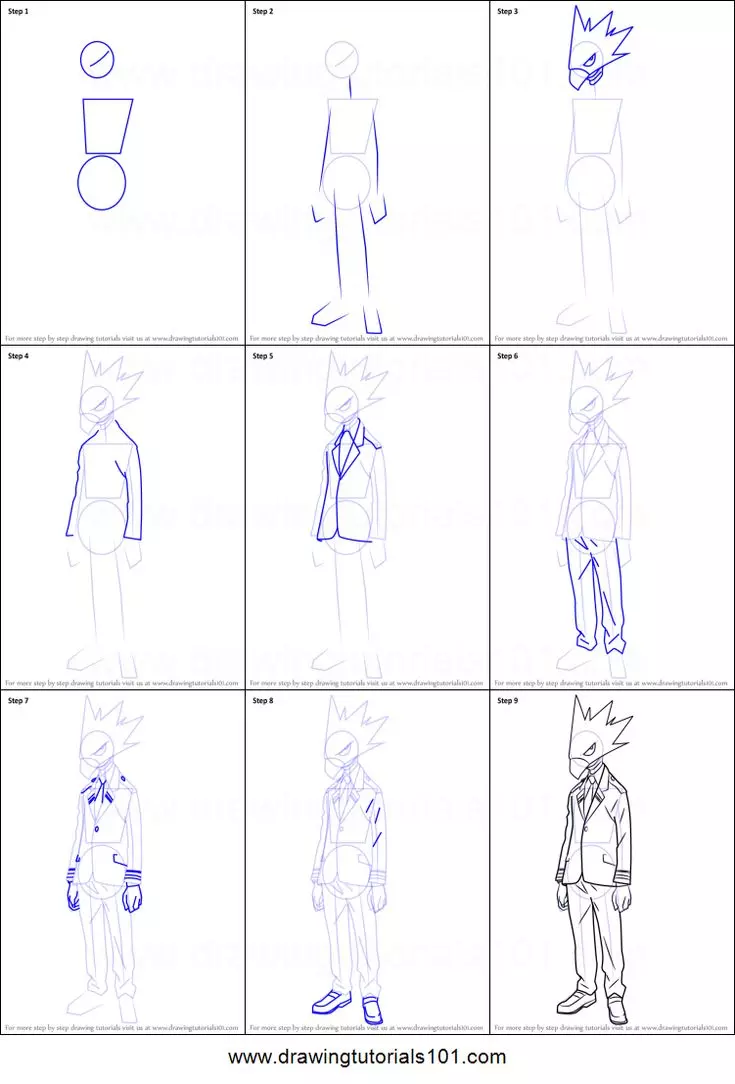 Step 1
Step 2
Step 3
For more step by step drawing tutorials visit us at www.drawingtutorials101.com
For more step by step drawing tutorials visit us at www.drawingtutorials101.com
For more step by step drawing tutorials visit us at www.drawingtutorials101.com
Step 4
Step 5
Step 6
For more step by step drawing tutorials visit us at www.drawingtutorials101.com
For more step by step drawing tutorials visit us at www.drawingtutorials101.com
For more step by step drawing tutorials visit us at www.drawingtutorials101.com
Step 7
Step 8
Step 9
For more step by step drawing tutorials visit us at www.drawingtutorials101.com
For more step by step drawing tutorials visit us at www.drawingtutorials101.com
For more step by step drawing tutorials visit us at www.drawingtutorials101.com
www.drawingtutorials101.com